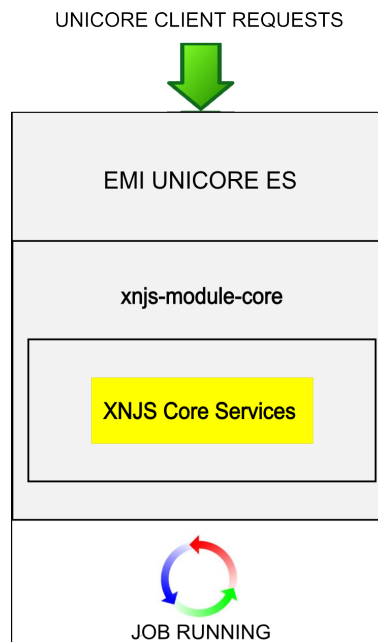 UNICORE CLIENT REQUESTS
EMI UNICORE ES
xnjs-module-core
XNJS Core Services
JOB RUNNING